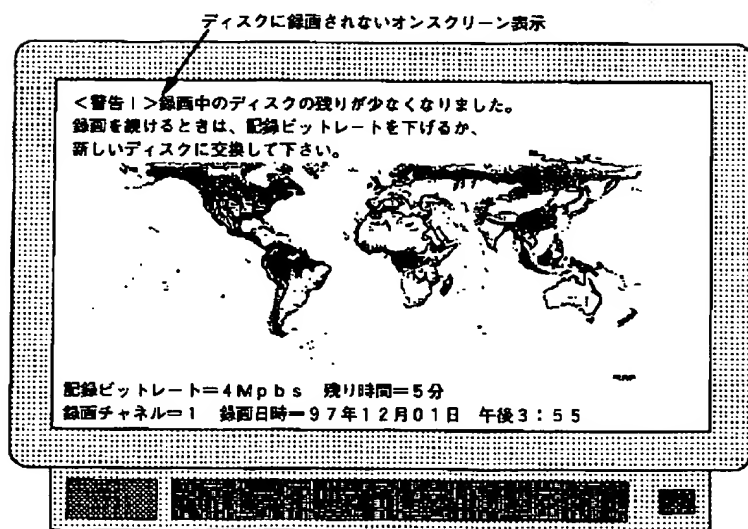 ディスクに録画されないオンスクリーン表示
<警告!>録画中のディスクの残りが少なくなりました。
録画を続けるときは、記録ビットレートを下げるか、
新しいディスクに交換して下さい。
記録ビットレート=4Mpbs 残り時間=5分
録画チャネル=1 録画日時=97年12月01日 午後3:55